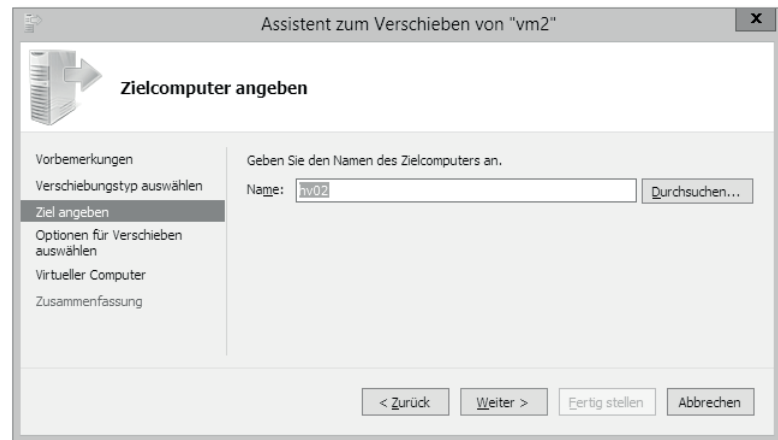 Assistent zum Verschieben von "vm2"
x
Zielcomputer angeben
Vorbemerkungen
Verschiebungstyp auswählen
Ziel angeben
Optionen für Verschieben
auswählen
Virtueller Computer
Zusammenfassung
Geben Sie den Namen des Zielcomputers an.
Name: hv02 Durchsuchen...
< Zurück Weiter > Fertig stellen Abbrechen